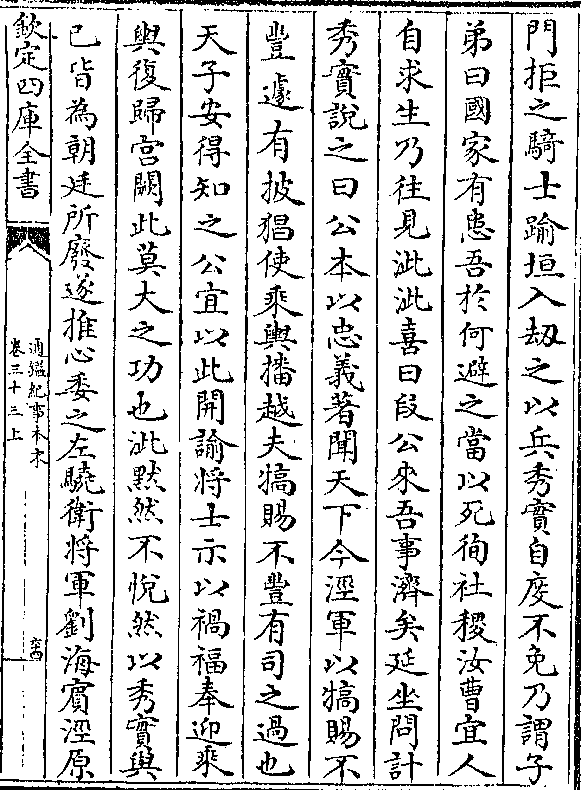 門拒之騎士踰垣入劫之以兵秀實自度不免乃謂子
弟曰國家有患吾於何避之當以死徇社稷汝曹宜人
自求生乃往見泚泚喜曰段公來吾事濟矣延坐問計
秀實說之曰公本以忠義著聞天下今涇軍以犒賜不
豐遽有披猖使乘輿播越夫犒賜不豐有司之過也
天子安得知之公宜以此開諭將士示以禍福奉迎乘
輿復歸宫闕此莫大之功也泚默然不悅然以秀實與
已皆為朝廷所廢遂推心委之左驍衛將軍劉海賓涇原
欽定四庫全書
通鑑紀事本末
卷三十三上
六四